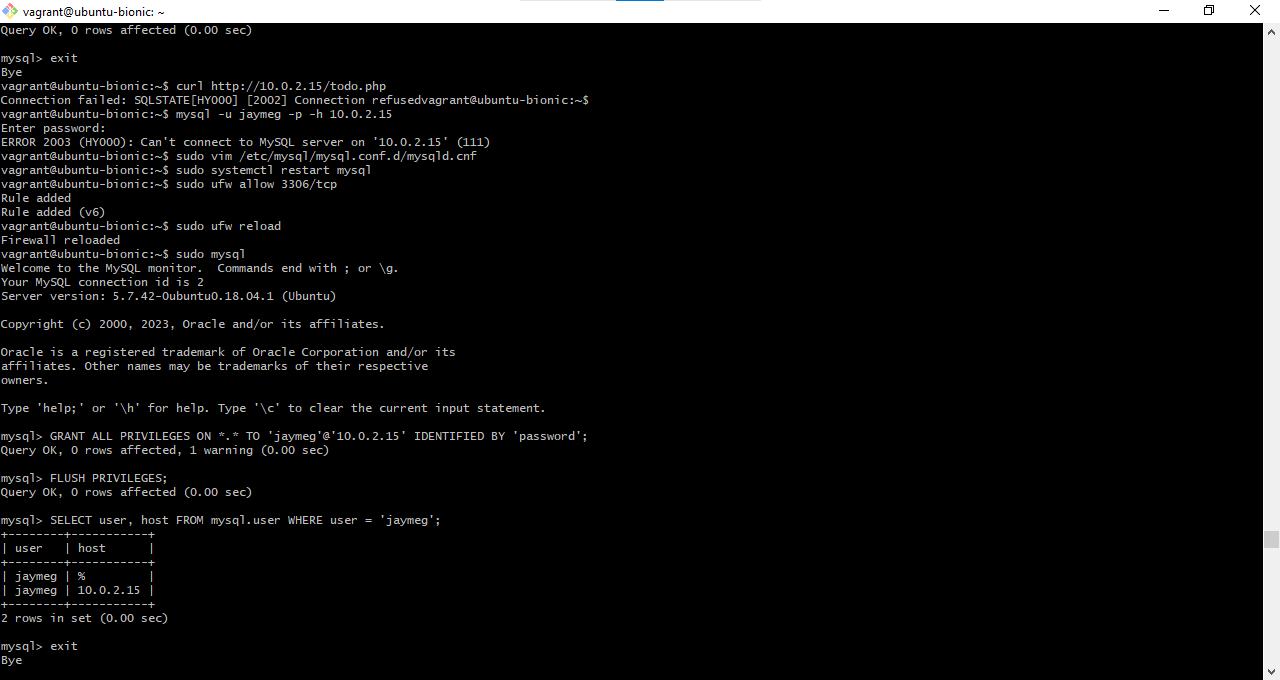 vagrant@ubuntu-bionic: ~
Query OK, 0 rows affected (0.00 sec)
mysql> exit
Bye
vagrant@ubuntu-bionic:~$ curl http://10.0.2.15/todo.php
Connection failed: SQLSTATE[HY000] [2002] Connection refusedvagrant@ubuntu-bionic:~$
vagrant@ubuntu-bionic:~$ mysql -u jaymeg -p -h 10.0.2.15
Enter password:
ERROR 2003 (HY000): Can't connect to MySQL server on '10.0.2.15' (111)
vagrant@ubuntu-bionic:~$ sudo vim /etc/mysql/mysql.conf.d/mysqld.cnf
vagrant@ubuntu-bionic:~$ sudo systemctl restart mysql
vagrant@ubuntu-bionic:~$ sudo ufw allow 3306/tcp
Rule added
Rule added (v6)
vagrant@ubuntu-bionic:~$ sudo ufw reload
Firewall reloaded
vagrant@ubuntu-bionic:~$ sudo mysql
Welcome to the MySQL monitor.  Commands end with ; or \g.
Your MySQL connection id is 2
Server version: 5.7.42-0ubuntu0.18.04.1 (Ubuntu)
Copyright (c) 2000, 2023, Oracle and/or its affiliates.
Oracle is a registered trademark of Oracle Corporation and/or its
affiliates. Other names may be trademarks of their respective
owners.
Type 'help;' or '\h' for help. Type '\c' to clear the current input statement.
mysql> GRANT ALL PRIVILEGES ON *.* TO 'jaymeg'@'10.0.2.15' IDENTIFIED BY 'password';
Query OK, 0 rows affected, 1 warning (0.00 sec)
mysql> FLUSH PRIVILEGES;
Query OK, 0 rows affected (0.00 sec)
mysql> SELECT user, host FROM mysql.user WHERE user = 'jaymeg';
+--------+-----------+
| user   | host      |
+--------+-----------+
| jaymeg | %         |
| jaymeg | 10.0.2.15 |
+--------+-----------+
2 rows in set (0.00 sec)
mysql> exit
Bye